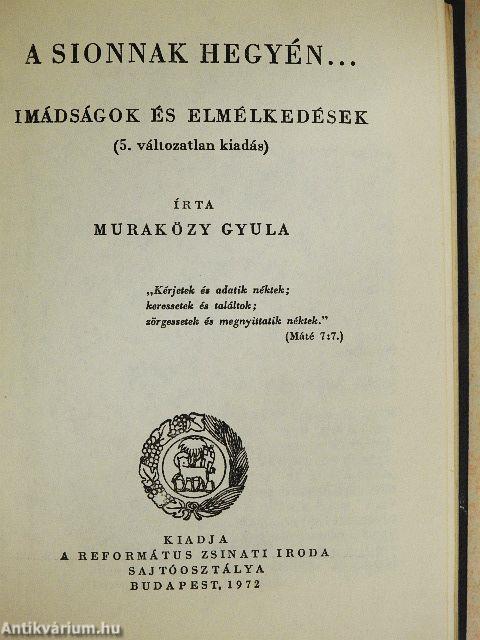 A SIONNAK HEGYÉN...
IMÁDSÁGOK ÉS ELMÉLKEDÉSEK
(5. változatlan kiadás)
ÍRTA
MURAKÖZY GYULA
„Kérjetek és adatik néktek;
keressetek és találtok;
zörgessetek és megnyittatik néktek.”
(Máté 7:7.)
KIADJA
A REFORMÁTUS ZSINATI IRODA
SAJTÓOSZTÁLYA
BUDAPEST, 1972
Antikvárium.hu